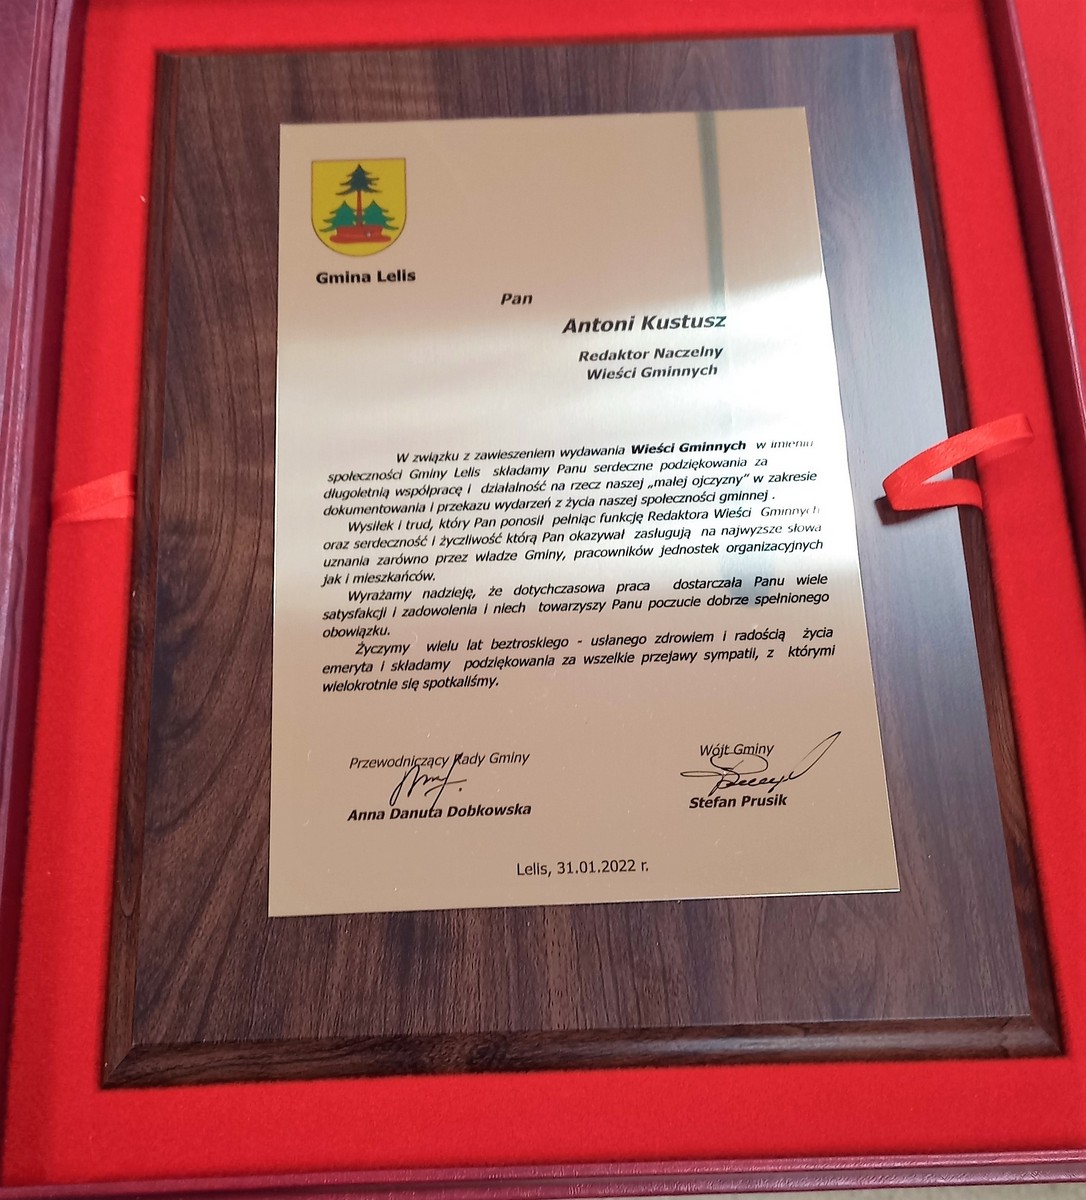 Gmina Lelis
Pan
Antoni Kustusz
Redaktor Naczelny
Wieści Gminnych
W związku z zawieszeniem wydawania Wieści Gminnych w imieniu
społeczności Gminy Lelis składamy Panu serdeczne podziękowania za
długoletnią współpracę i działalność na rzecz naszej „małej ojczyzny” w zakresie
dokumentowania i przekazu wydarzeń z życia naszej społeczności gminnej .
Wysiłek i trud, który Pan ponosił pełniąc funkcję Redaktora Wieści Gminnych
oraz serdeczność i życzliwość którą Pan okazywał zasługują na najwyższe słowa
uznania zarówno przez władze Gminy, pracowników jednostek organizacyjnych
jak i mieszkańców.
Wyrażamy nadzieję, że dotychczasowa praca dostarczała Panu wiele
satysfakcji i zadowolenia i niech towarzyszy Panu poczucie dobrze spełnionego
obowiązku.
Życzymy wielu lat beztroskiego - usłanego zdrowiem i radością życia
emeryta i składamy podziękowania za wszelkie przejawy sympatii, z którymi
wielokrotnie się spotkaliśmy.
Przewodniczący Rady Gminy
Anna Danuta Dobkowska
Wójt Gminy
Stefan Prusik
Lelis, 31.01.2022 r.